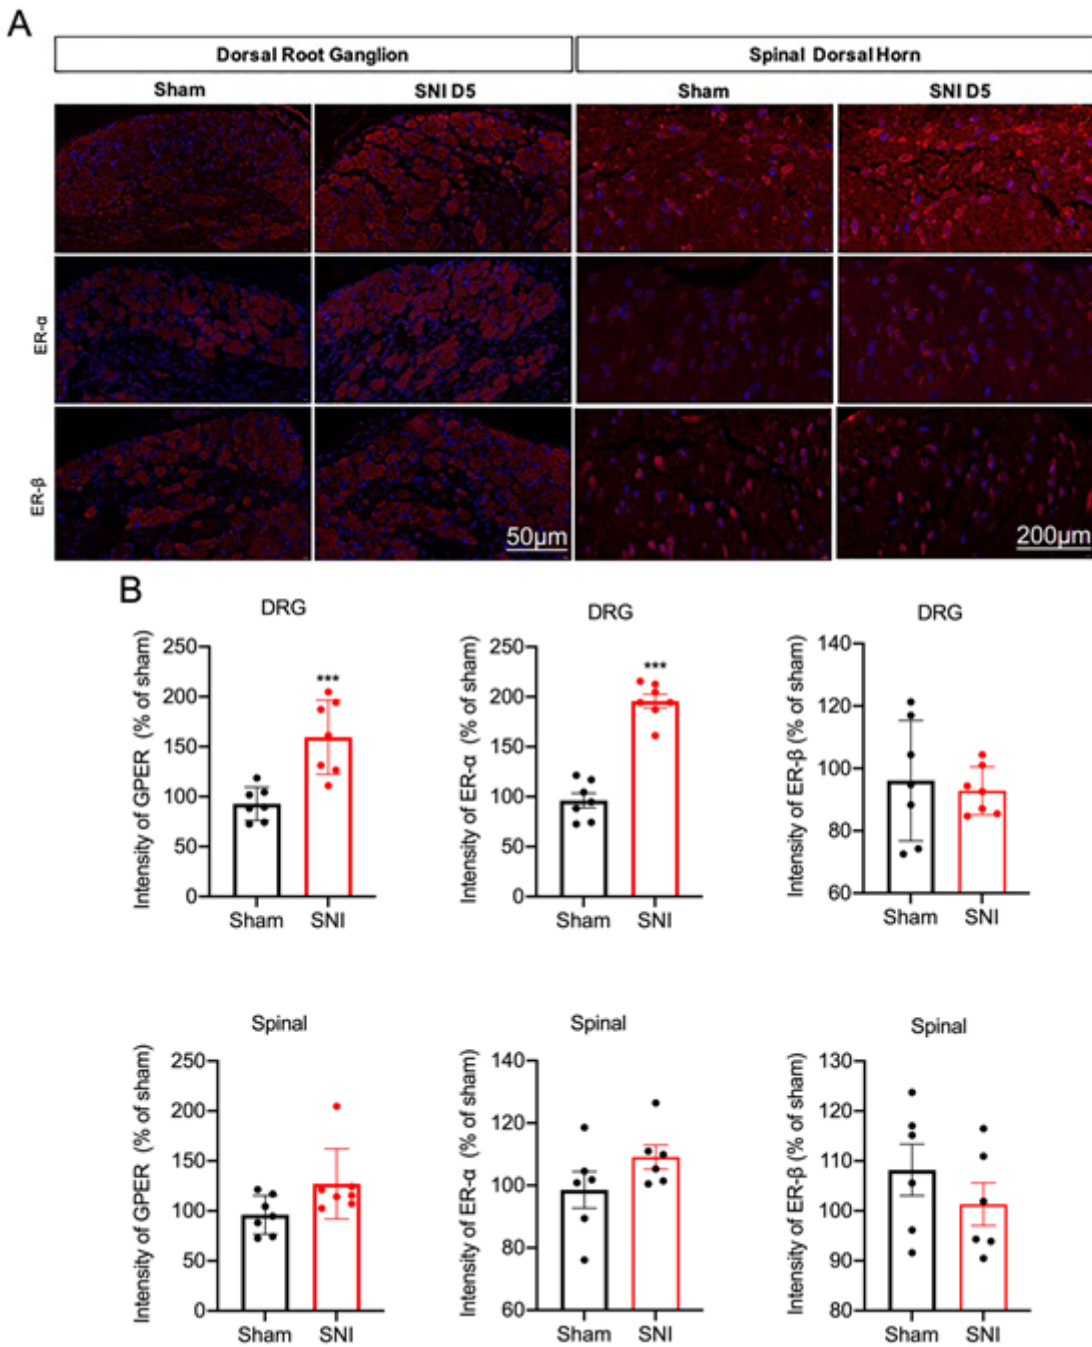 A
Dorsal Root Ganglion Spinal Dorsal Horn
Sham SNI D5 Sham SNI D5
ER-α
ER-β
50μm 200μm
B
DRG DRG DRG
Intensity of GPER (% of sham)
250
200
150
100
50
0
***
Sham SNI
Intensity of ER-α (% of sham)
250
200
150
100
50
0
***
Sham SNI
Intensity of ER-β (% of sham)
140
120
100
80
60
Sham SNI
Spinal Spinal Spinal
Intensity of GPER (% of sham)
250
200
150
100
50
0
Sham SNI
Intensity of ER-α (% of sham)
140
120
100
80
60
Sham SNI
Intensity of ER-β (% of sham)
130
120
110
100
90
80
Sham SNI